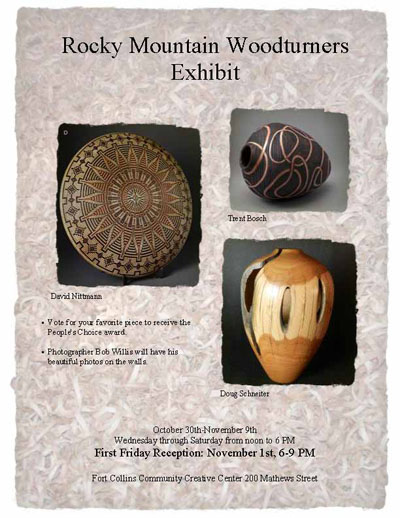 Rocky Mountain Woodturners
Exhibit
Trent Bosch
David Nittmann
• Vote for your favorite piece to receive the
People's Choice award.
• Photographer Bob Willis will have his
beautiful photos on the walls.
Doug Schneiter
October 30th-November 9th
Wednesday through Saturday from noon to 6 PM
First Friday Reception: November 1st, 6-9 PM
Fort Collins Community Creative Center 200 Mathews Street